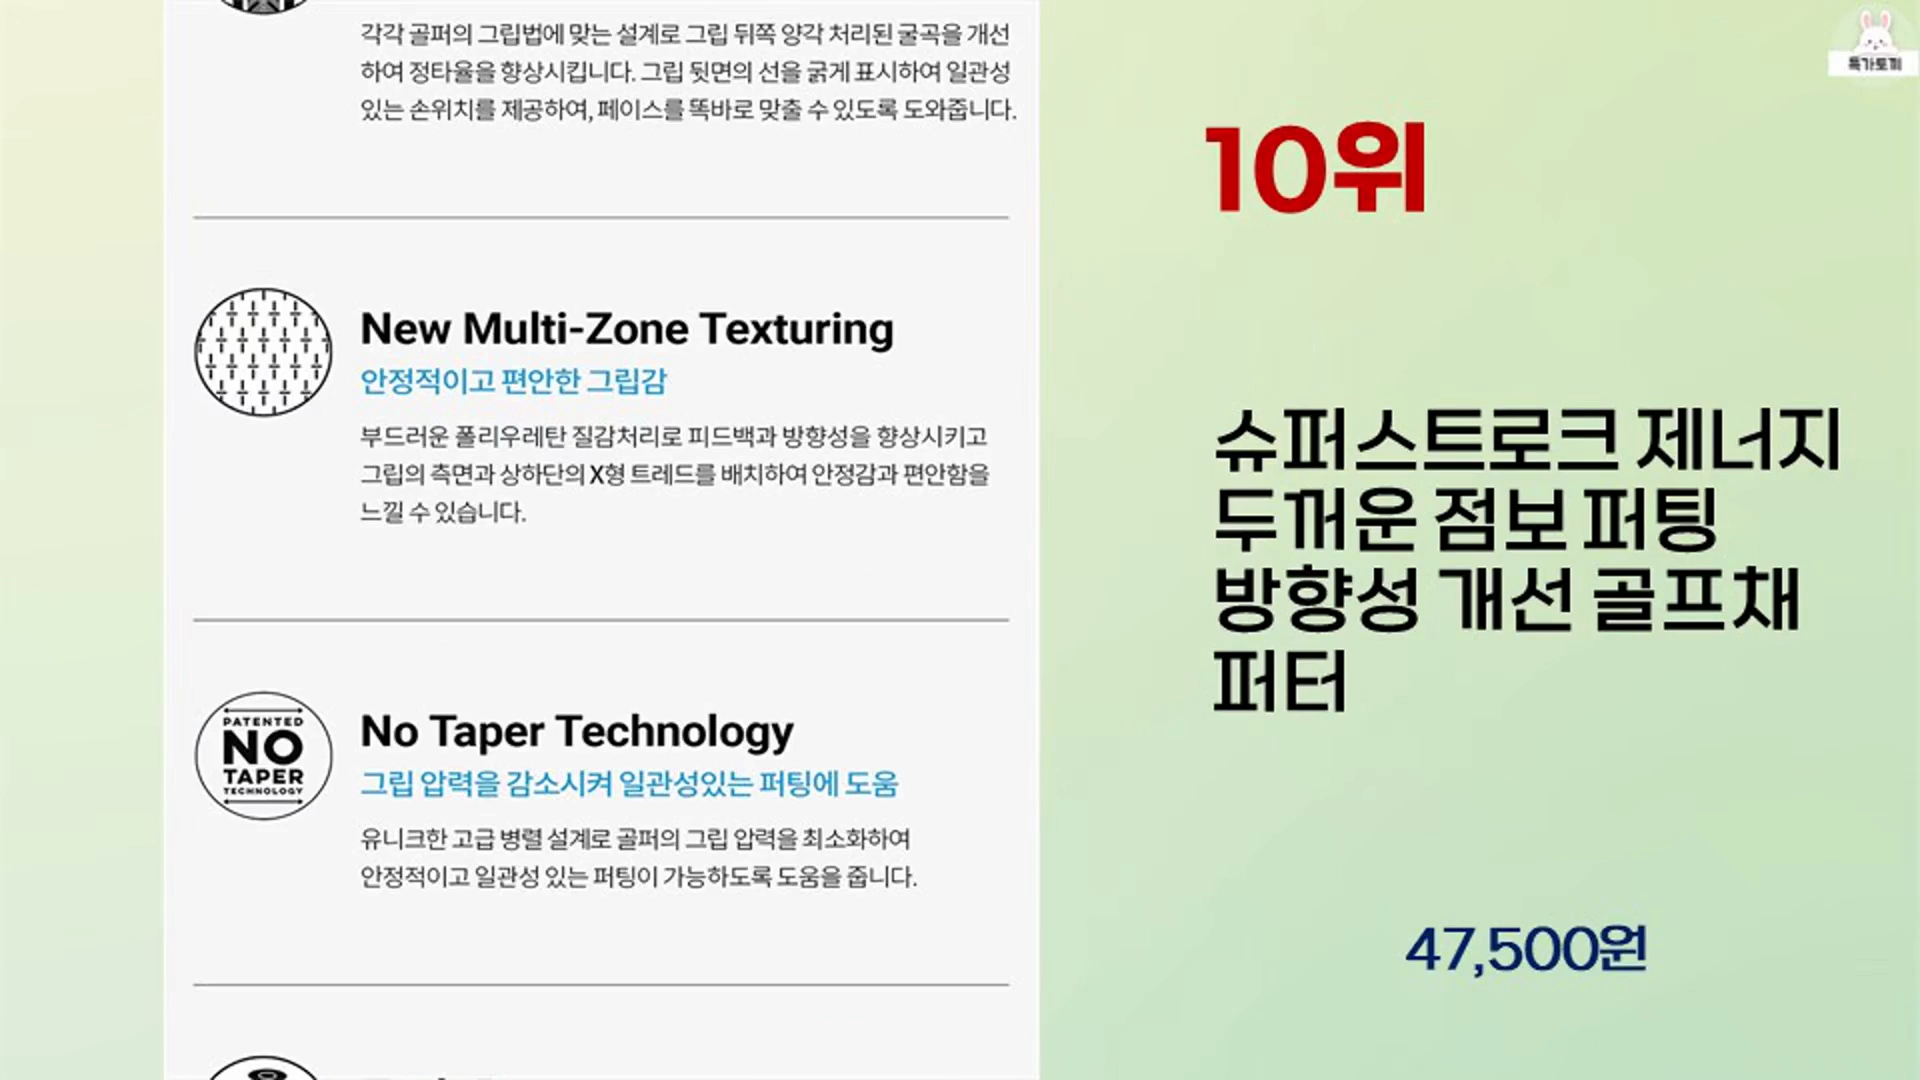 각각 골퍼의 그립법에 맞는 설계로 그립 뒤쪽 양각 처리된 굴곡을 개선
하여 정타율을 향상시킵니다. 그립 뒷면의 선을 굵게 표시하여 일관성
있는 손위치를 제공하여, 페이스를 똑바로 맞출 수 있도록 도와줍니다.
New Multi-Zone Texturing
안정적이고 편안한 그립감
부드러운 폴리우레탄 질감처리로 피드백과 방향성을 향상시키고
그립의 측면과 상하단의 X형 트레드를 배치하여 안정감과 편안함을
느낄 수 있습니다.
PATENTED
NO
TAPER
TECHNOLOGY
No Taper Technology
그립 압력을 감소시켜 일관성있는 퍼팅에 도움
유니크한 고급 병렬 설계로 골퍼의 그립 압력을 최소화하여
안정적이고 일관성 있는 퍼팅이 가능하도록 도움을 줍니다.
특가토끼
10위
슈퍼스트로크 제너지
두꺼운 점보 퍼팅
방향성 개선 골프채
퍼터
47,500원